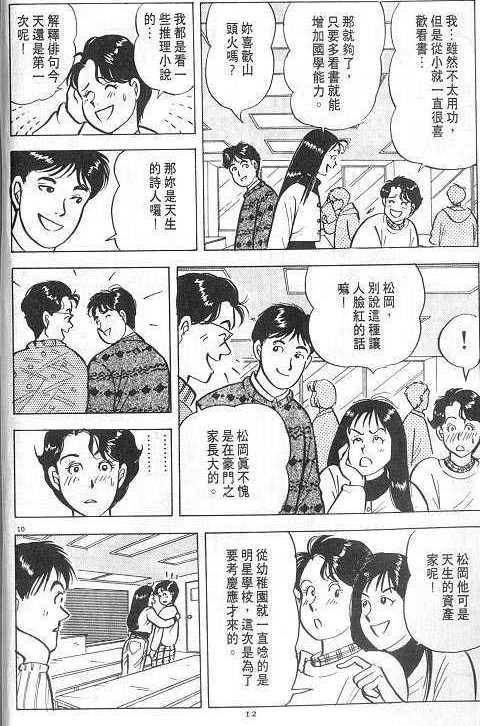 我…雖然不太用功，
但是從小就一直很喜
歡看書…
那就夠了，
只要多看書就能
增加國學能力。
妳喜歡山
頭火嗎？
我都是看一
些推理小說
的…
解釋俳句今
天還是第一
次呢！
那妳是天生
的詩人囉！
！
松岡，
別說這種讓
人臉紅的話
嘛！
松岡真不愧
是在豪門之
家長大的。
…………
…………
10
松岡他可是
天生的資產
家呢！
從幼稚園就一直唸的是
明星學校，這次是為了
要考慶應才來的。
12